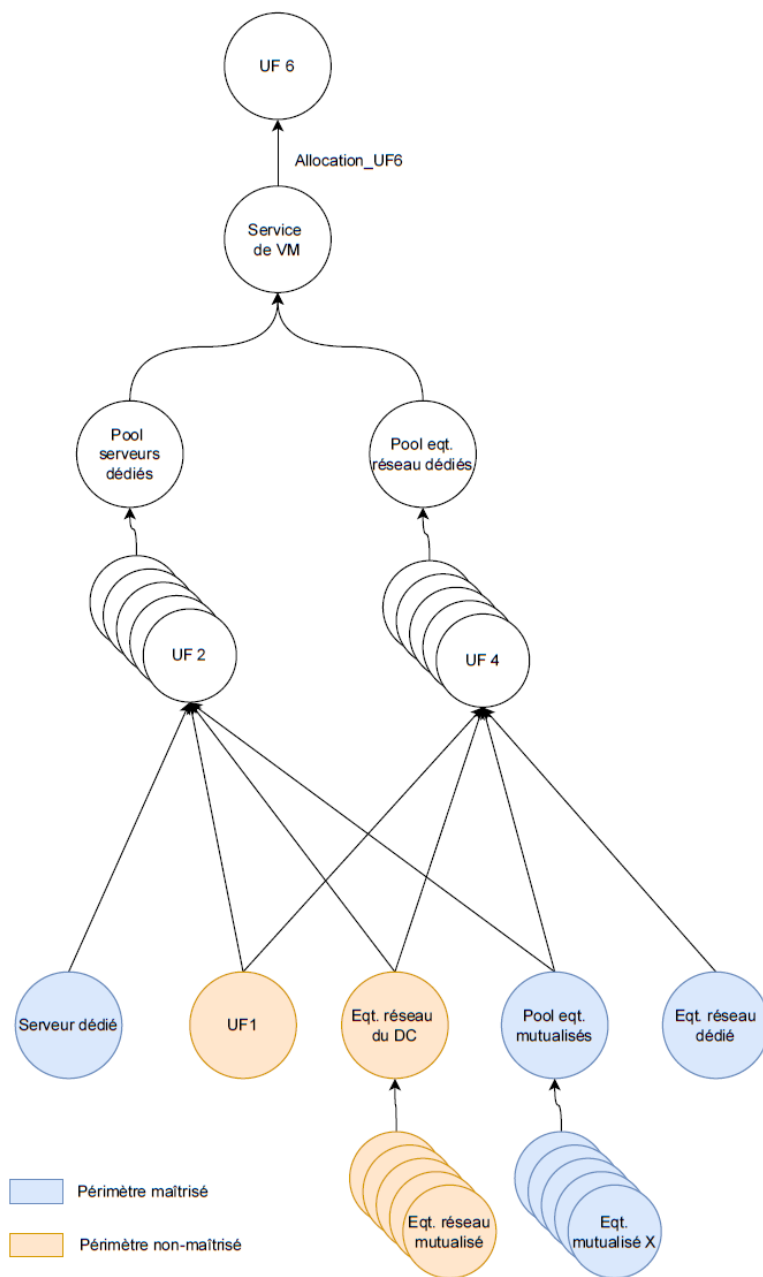 UF 6
Allocation_UF6
Service
de VM
Pool
serveurs
dédiés
Pool eqt.
réseau dédiés
UF 2
UF 4
Serveur dédié
UF1
Eqt. réseau
du DC
Pool eqt.
mutualisés
Eqt. réseau
dédié
Eqt. réseau
mutualisé
Eqt.
mutualisé X
Périmètre maîtrisé
Périmètre non-maîtrisé